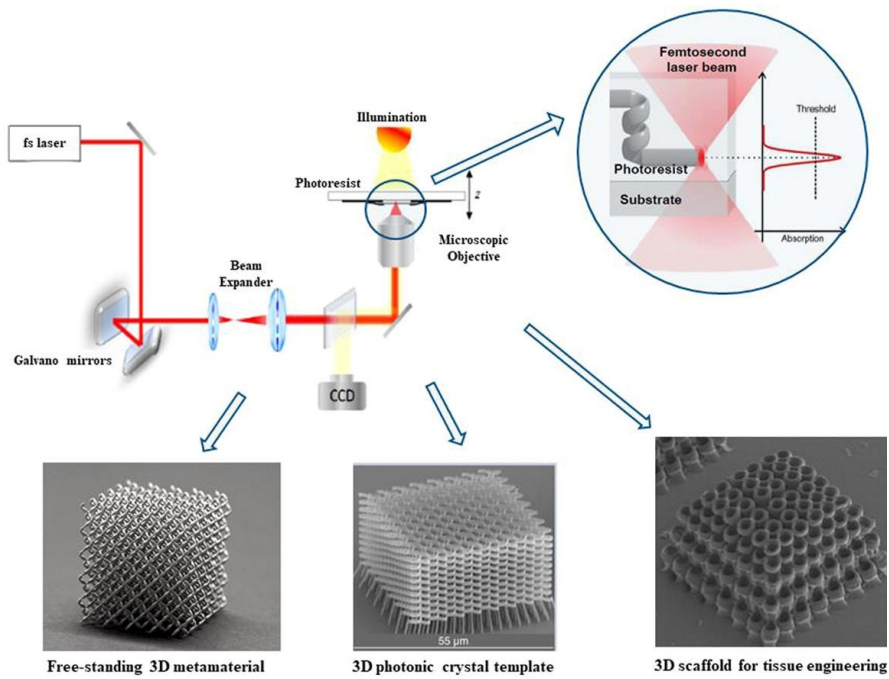 fs laser
Illumination
Photoresist
z
Microscopic
Objective
Beam
Expander
Galvano mirrors
CCD
Femtosecond
laser beam
Threshold
Photoresist
Substrate
Absorption
55 µm
Free-standing 3D metamaterial
3D photonic crystal template
3D scaffold for tissue engineering